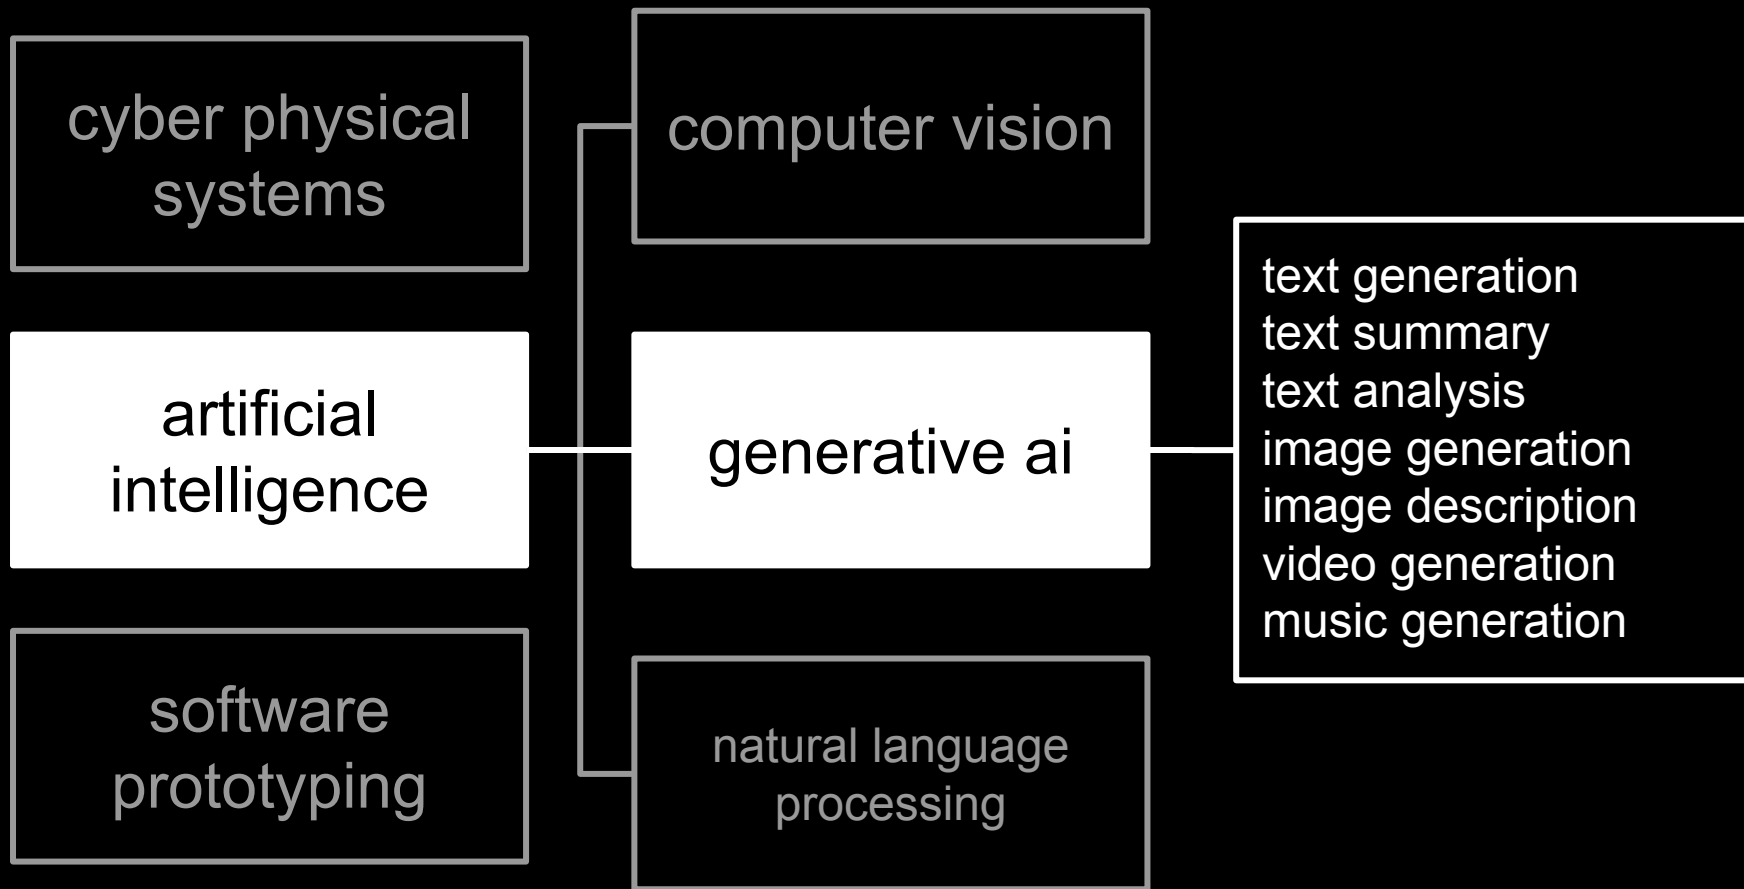 cyber physical
systems
artificial
intelligence
software
prototyping
computer vision
generative ai
natural language
processing
text generation
text summary
text analysis
image generation
image description
video generation
music generation